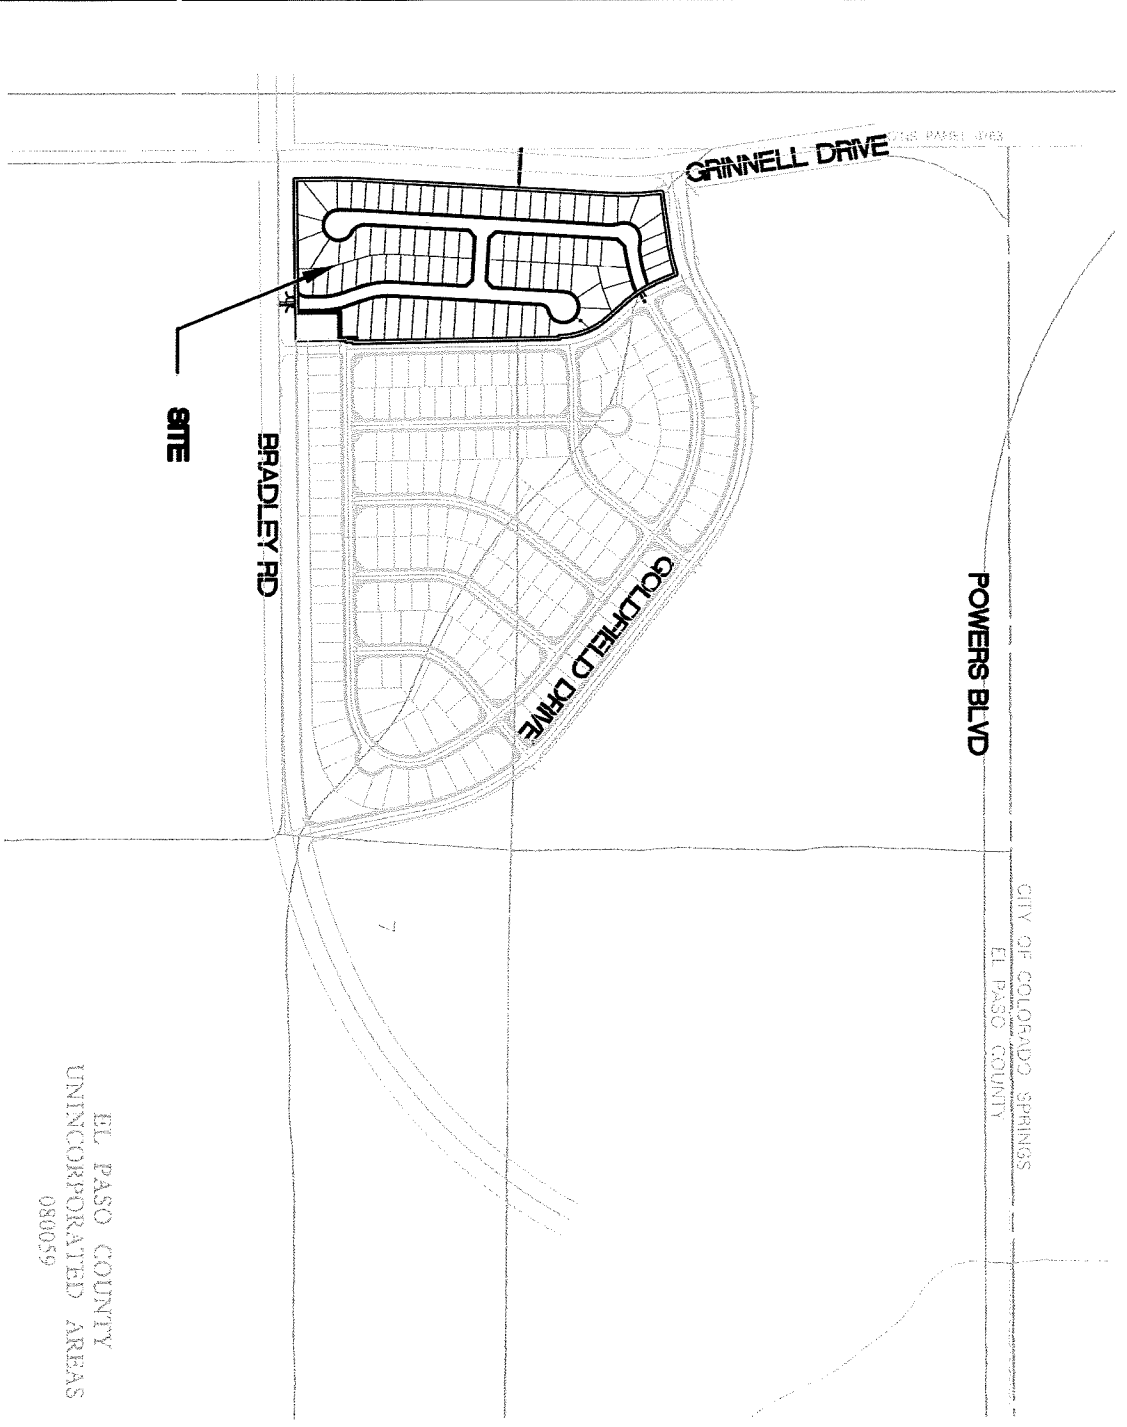 GRINNELL DRIVE
SITE
BRADLEY RD
GOLDFIELD DRIVE
POWERS BLVD
7
CITY OF COLORADO SPRINGS
EL PASO COUNTY
EL PASO COUNTY
UNINCORPORATED AREAS
080059